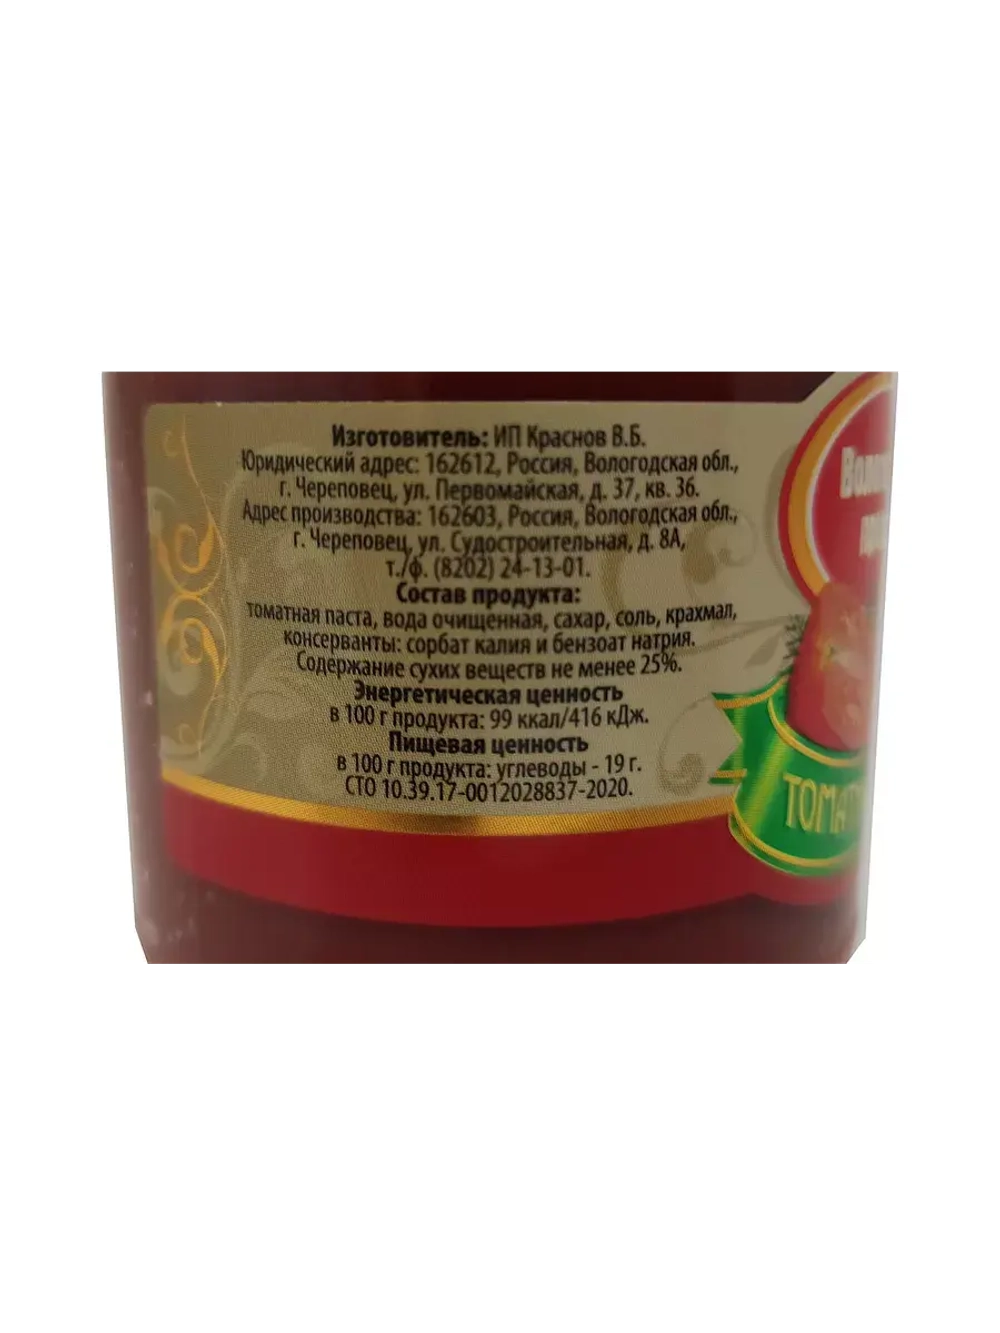 Изготовитель: ИП Краснов В.Б.
Юридический адрес: 162612, Россия, Вологодская обл.,
г. Череповец, ул. Первомайская, д. 37, кв. 36.
Адрес производства: 162603, Россия, Вологодская обл.,
г. Череповец, ул. Судостроительная, д. 8А,
т./ф. (8202) 24-13-01.
Состав продукта:
томатная паста, вода очищенная, сахар, соль, крахмал,
консерванты: сорбат калия и бензоат натрия.
Содержание сухих веществ не менее 25%.
Энергетическая ценность
в 100 г продукта: 99 ккал/416 кДж.
Пищевая ценность
в 100 г продукта: углеводы - 19 г.
СТО 10.39.17-0012028837-2020.